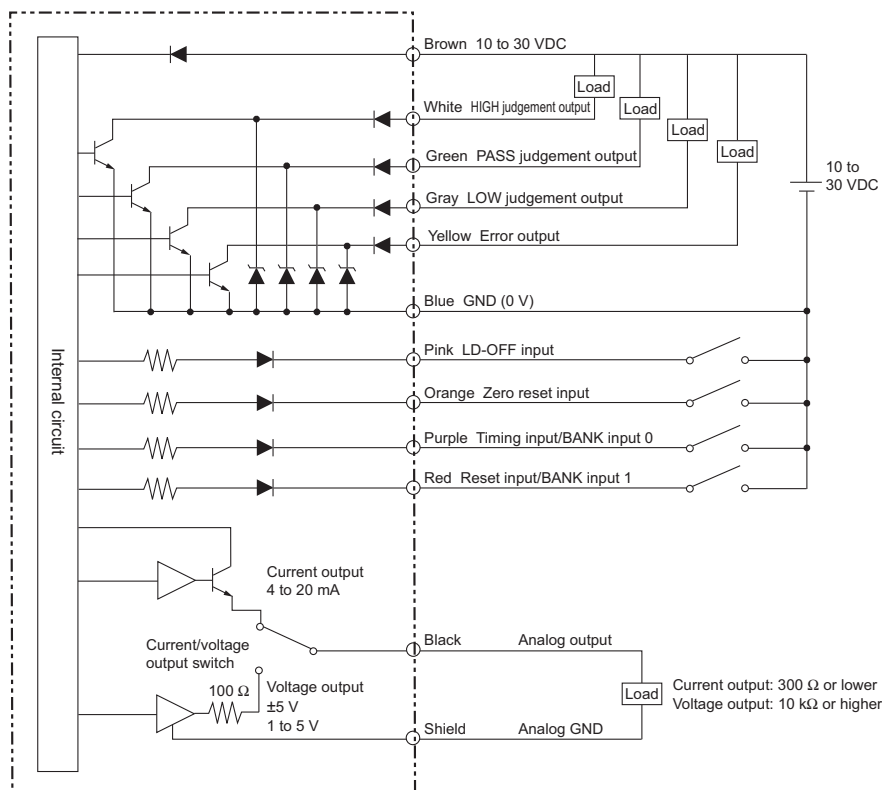 Brown 10 to 30 VDC
Load
White HIGH judgement output
Load
Load
Green PASS judgement output
Load
10 to
30 VDC
Gray LOW judgement output
Yellow Error output
Blue GND (0 V)
Internal circuit
Pink LD-OFF input
Orange Zero reset input
Purple Timing input/BANK input 0
Red Reset input/BANK input 1
Current output
4 to 20 mA
Current/voltage
output switch
Black Analog output
100 Ω
Voltage output
±5 V
1 to 5 V
Load
Current output: 300 Ω or lower
Voltage output: 10 kΩ or higher
Shield Analog GND